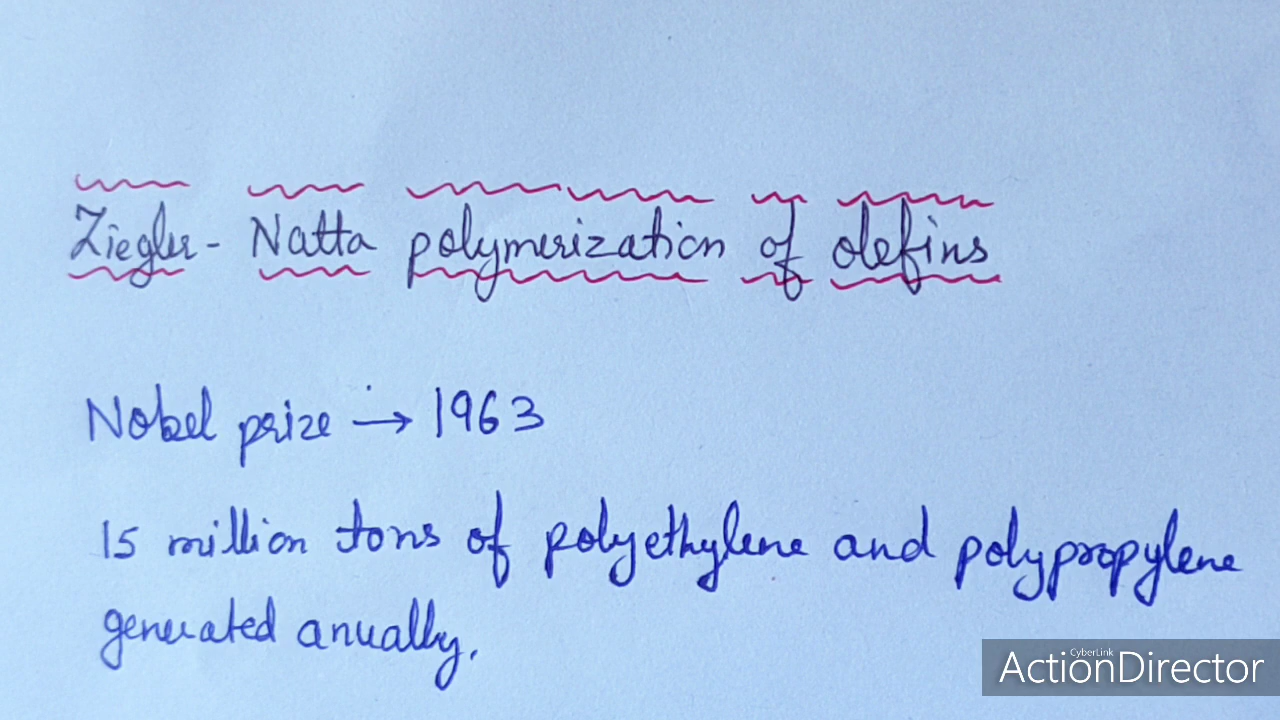 Ziegler- Natta polymerization of olefins
Nobel prize → 1963
15 million tons of polyethylene and polypropylene
generated anually.
CyberLink
ActionDirector